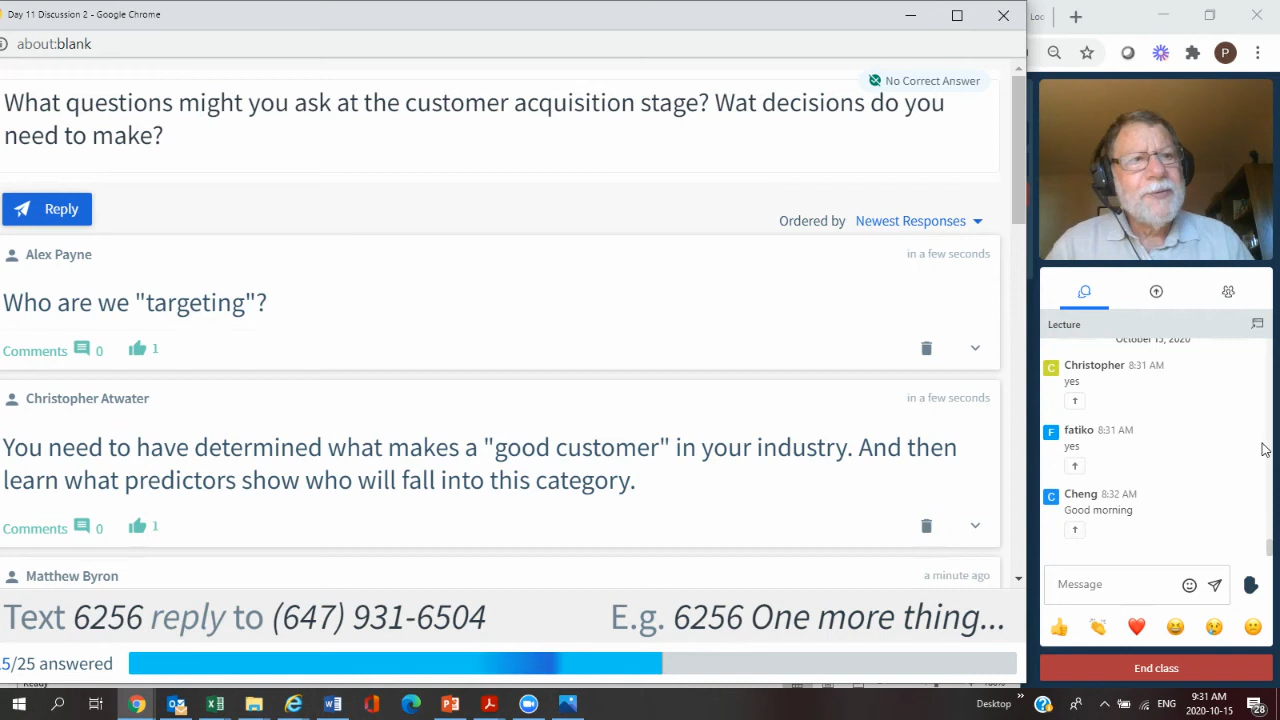 Day 11 Discussion 2 - Google Chrome
about:blank
No Correct Answer
What questions might you ask at the customer acquisition stage? Wat decisions do you
need to make?
Reply
Ordered by Newest Responses
Alex Payne
in a few seconds
Who are we "targeting"?
Comments 0 1
Christopher Atwater
in a few seconds
You need to have determined what makes a "good customer" in your industry. And then
learn what predictors show who will fall into this category.
Comments 0 1
Matthew Byron
a minute ago
Text 6256 reply to (647) 931-6504
E.g. 6256 One more thing...
5/25 answered
P
Lecture
October 15, 2020
C Christopher 8:31 AM
yes
F fatiko 8:31 AM
yes
C Cheng 8:32 AM
Good morning
Message
End class
Ready
Desktop
ENG
9:31 AM
2020-10-15
28